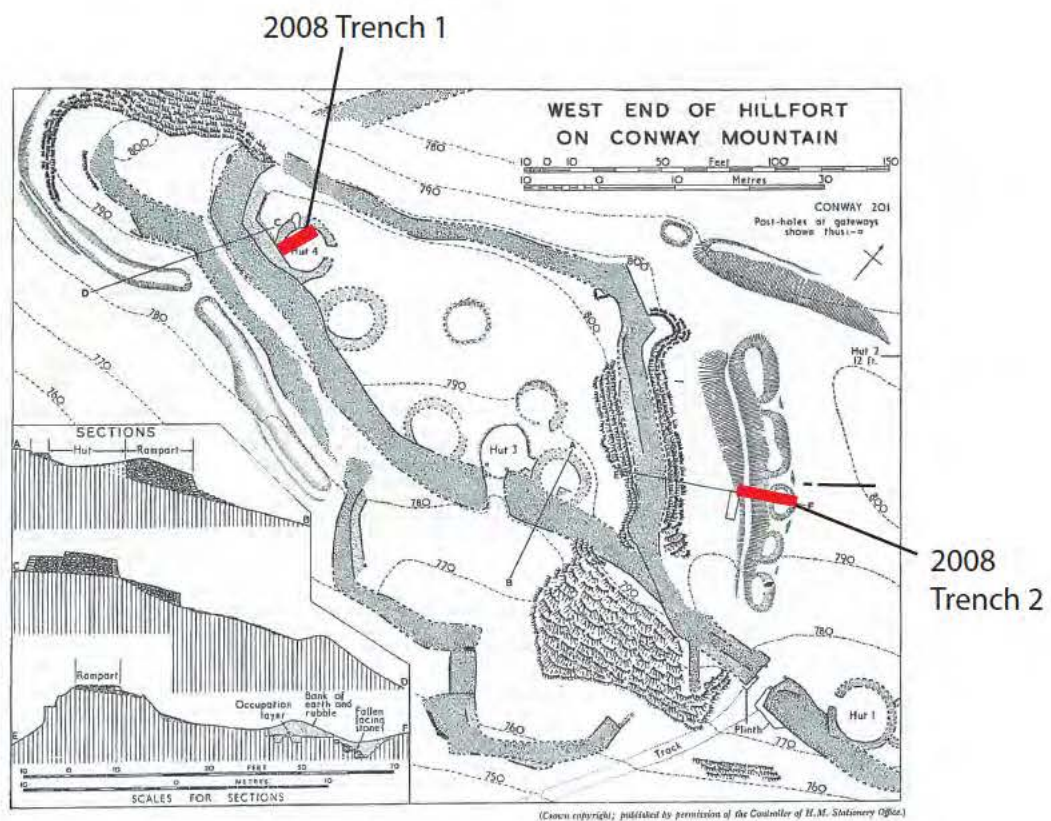 2008 Trench 1
WEST END OF HILLFORT
ON CONWAY MOUNTAIN
10 0 10 50 Feet 100 150
10 0 10 Metres 30
CONWAY 201
Post-holes at gateways
shown thus:-
780
790
800
790
800
C
Hut 4
D
780
800
770
760
790
Hut 2
12 ft.
A
Hut 3
780
B
770
F
800
790
2008
Trench 2
780
Plinth
Hut 1
770
760
760
750
Track
SECTIONS
A Hut Rampart
B
C
D
Rampart
Occupation
layer
Bank of
earth and
rubble
Fallen
facing
stones
E F
10 0 10 30 FEET 50 70
10 0 METRES 10
SCALES FOR SECTIONS
(Crown copyright; published by permission of the Controller of H.M. Stationery Office.)